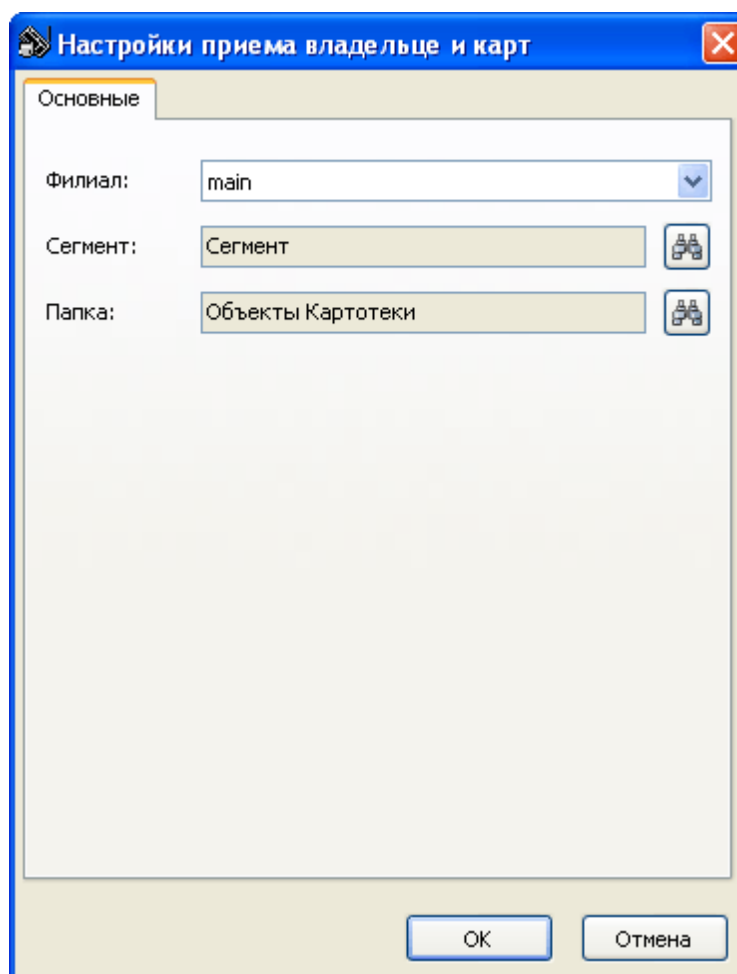 Настройки приема владельце и карт
Основные
Филиал: main
Сегмент: Сегмент
Папка: Объекты Картотеки
OK Отмена